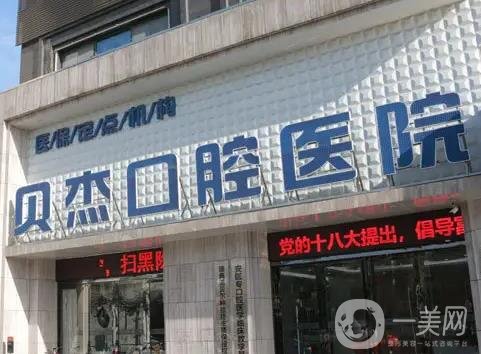 医/保/定/点/机/构
贝杰口腔医院
，扫黑除
党的十八大提出，倡导富
一美网